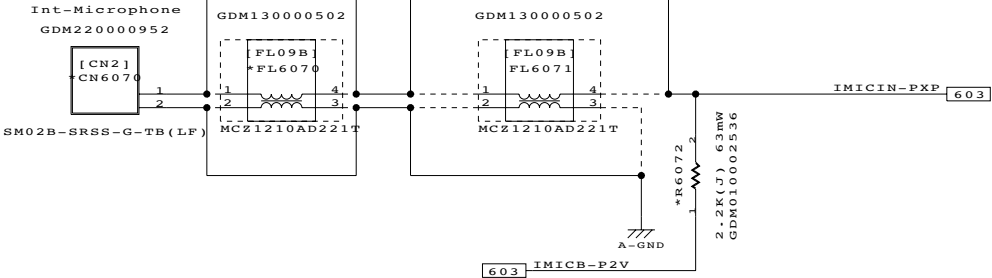 Int-Microphone
GDM220000952
[CN2]
*CN6070
1
2
SM02B-SRSS-G-TB(LF)
GDM130000502
[FL09B]
*FL6070
1
2
4
3
MCZ1210AD221T
GDM130000502
[FL09B]
FL6071
1
2
4
3
MCZ1210AD221T
A-GND
IMICIN-PXP
603
*R6072
2
1
2.2K(J) 63mW
GDM010002536
603
IMICB-P2V